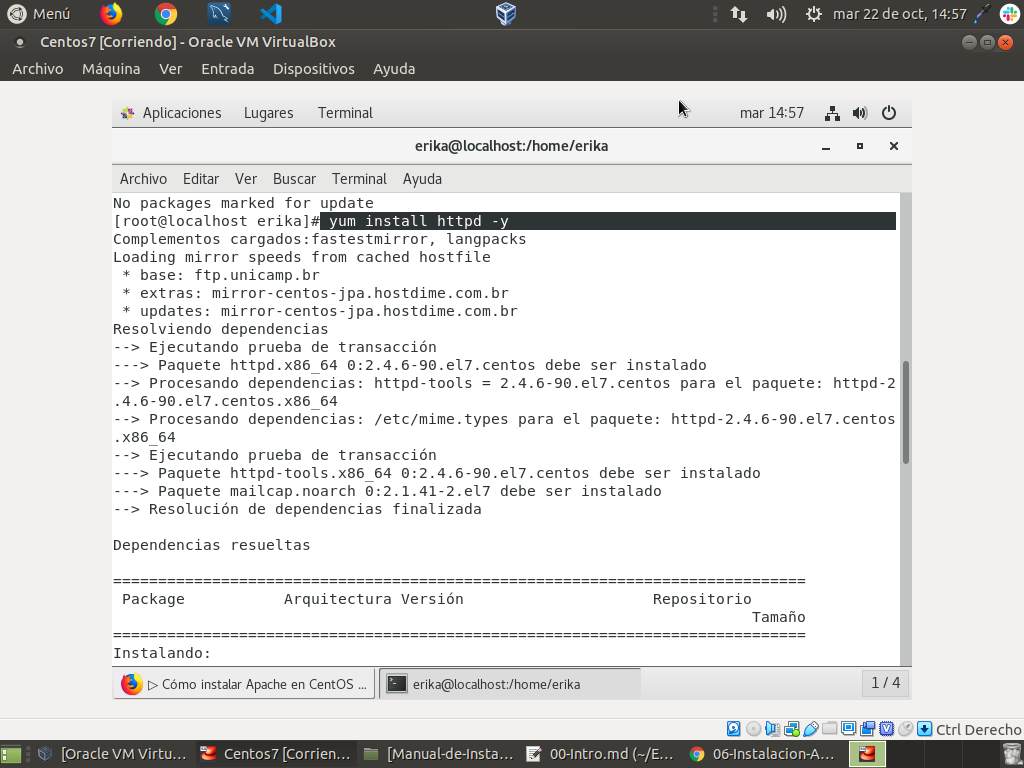 Menú
mar 22 de oct, 14:57
Centos7 [Corriendo] - Oracle VM VirtualBox
Archivo Máquina Ver Entrada Dispositivos Ayuda
Aplicaciones Lugares Terminal mar 14:57
erika@localhost:/home/erika
Archivo Editar Ver Buscar Terminal Ayuda
No packages marked for update
[root@localhost erika]# yum install httpd -y
Complementos cargados:fastestmirror, langpacks
Loading mirror speeds from cached hostfile
* base: ftp.unicamp.br
* extras: mirror-centos-jpa.hostdime.com.br
* updates: mirror-centos-jpa.hostdime.com.br
Resolviendo dependencias
--> Ejecutando prueba de transacción
---> Paquete httpd.x86_64 0:2.4.6-90.el7.centos debe ser instalado
--> Procesando dependencias: httpd-tools = 2.4.6-90.el7.centos para el paquete: httpd-2
.4.6-90.el7.centos.x86_64
--> Procesando dependencias: /etc/mime.types para el paquete: httpd-2.4.6-90.el7.centos
.x86_64
--> Ejecutando prueba de transacción
---> Paquete httpd-tools.x86_64 0:2.4.6-90.el7.centos debe ser instalado
---> Paquete mailcap.noarch 0:2.1.41-2.el7 debe ser instalado
--> Resolución de dependencias finalizada
Dependencias resueltas
=============================================================================
Package Arquitectura Versión Repositorio
Tamaño
=============================================================================
Instalando:
▷ Cómo instalar Apache en CentOS ...
erika@localhost:/home/erika
1 / 4
Ctrl Derecho
[Oracle VM Virtu...
Centos7 [Corrien...
[Manual-de-Insta...
00-Intro.md (~/E...
06-Instalacion-A...